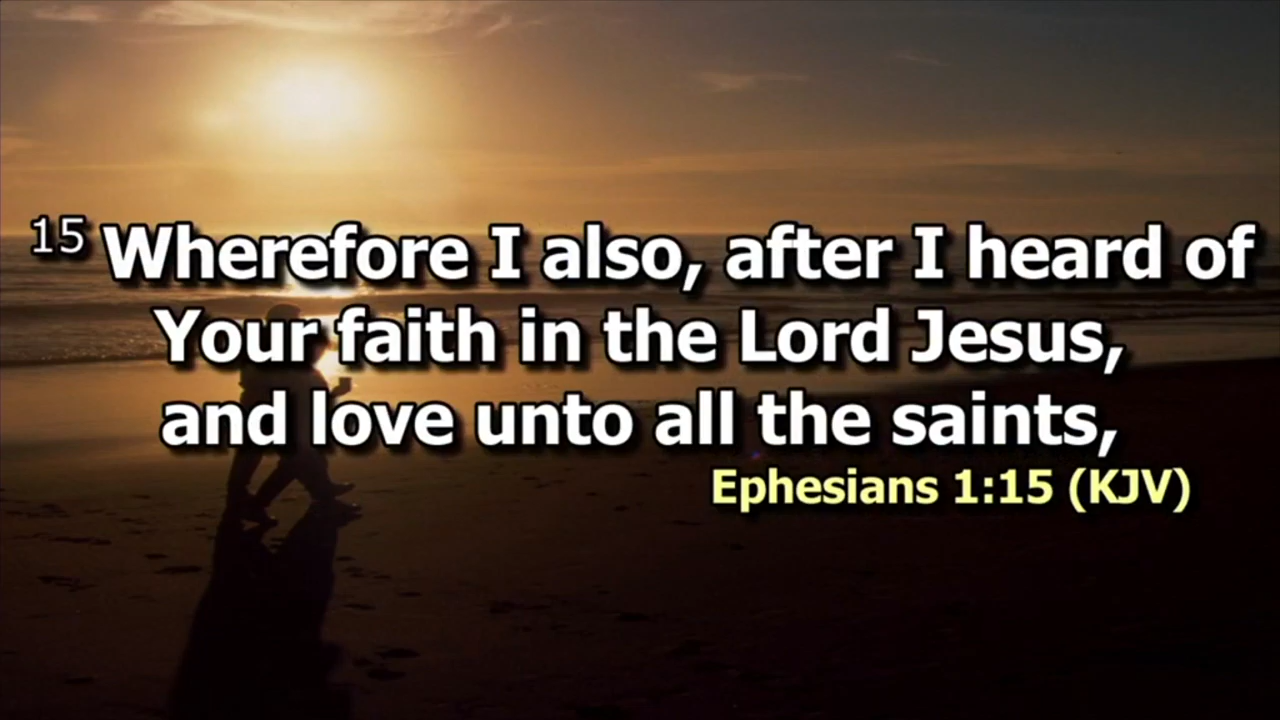 15 Wherefore I also, after I heard of
Your faith in the Lord Jesus,
and love unto all the saints,
Ephesians 1:15 (KJV)